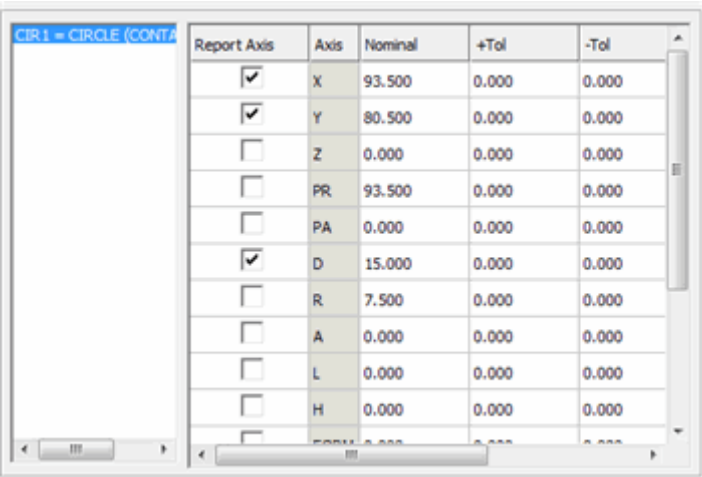 CIR1 = CIRCLE (CONTA
Report Axis Axis Nominal +Tol -Tol
X 93.500 0.000 0.000
Y 80.500 0.000 0.000
Z 0.000 0.000 0.000
PR 93.500 0.000 0.000
PA 0.000 0.000 0.000
D 15.000 0.000 0.000
R 7.500 0.000 0.000
A 0.000 0.000 0.000
L 0.000 0.000 0.000
H 0.000 0.000 0.000